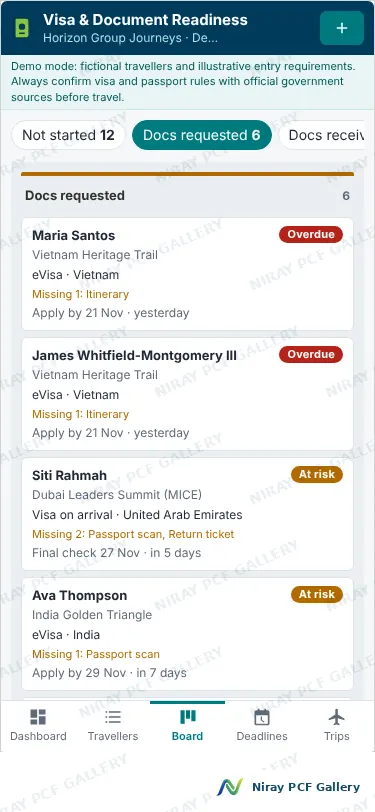 Visa & Document Readiness
Horizon Group Journeys · De...
+
Demo mode: fictional travellers and illustrative entry requirements.
Always confirm visa and passport rules with official government
sources before travel.
Not started 12
Docs requested 6
Docs receiv
Docs requested 6
Maria Santos Overdue
Vietnam Heritage Trail
eVisa · Vietnam
Missing 1: Itinerary
Apply by 21 Nov · yesterday
James Whitfield-Montgomery III Overdue
Vietnam Heritage Trail
eVisa · Vietnam
Missing 1: Itinerary
Apply by 21 Nov · yesterday
Siti Rahmah At risk
Dubai Leaders Summit (MICE)
Visa on arrival · United Arab Emirates
Missing 2: Passport scan, Return ticket
Final check 27 Nov · in 5 days
Ava Thompson At risk
India Golden Triangle
eVisa · India
Missing 1: Passport scan
Apply by 29 Nov · in 7 days
Dashboard
Travellers
Board
Deadlines
Trips
NIRAY PCF GALLERY
Niray PCF Gallery